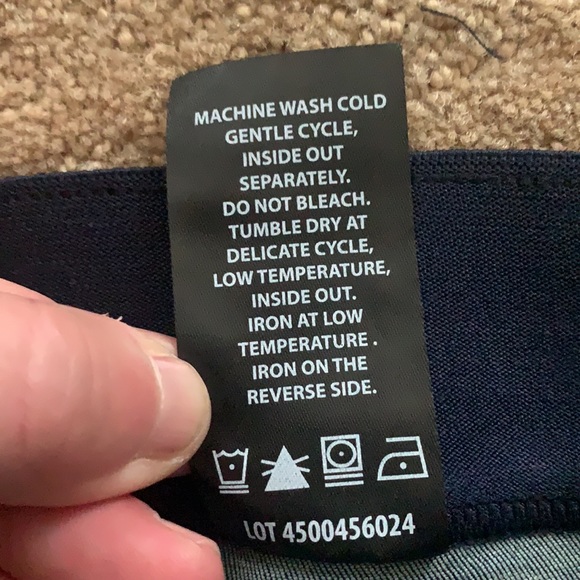 MACHINE WASH COLD
GENTLE CYCLE,
INSIDE OUT
SEPARATELY.
DO NOT BLEACH.
TUMBLE DRY AT
DELICATE CYCLE,
LOW TEMPERATURE,
INSIDE OUT.
IRON AT LOW
TEMPERATURE .
IRON ON THE
REVERSE SIDE.
LOT 4500456024